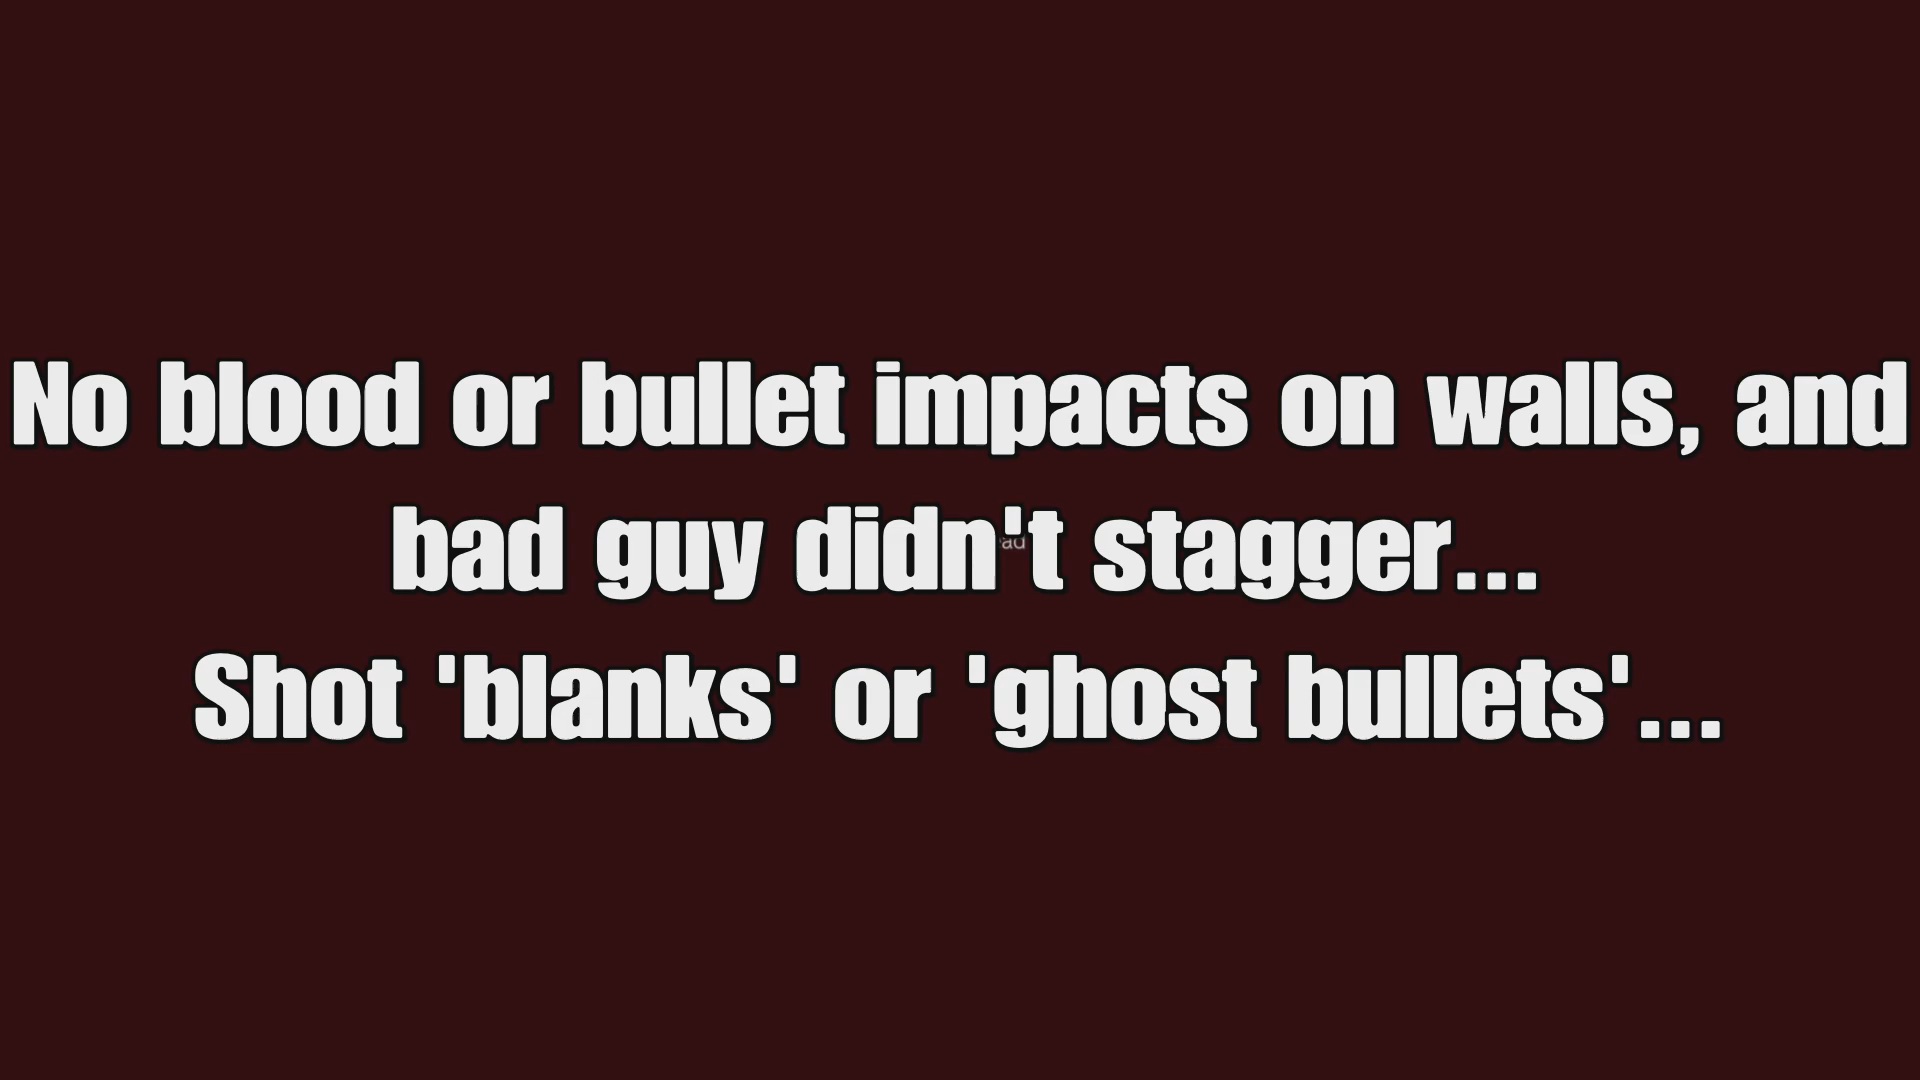 No blood or bullet impacts on walls, and
bad guy didn't stagger...
Shot 'blanks' or 'ghost bullets'...